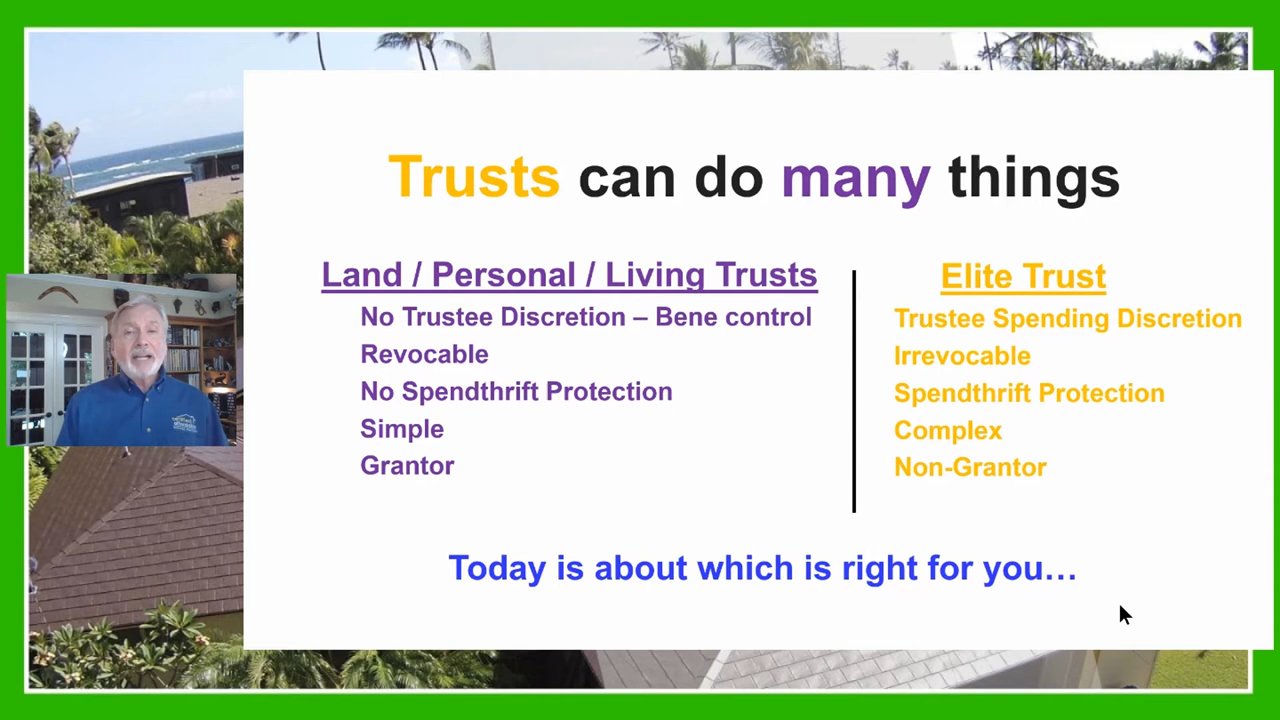 Trusts can do many things
Land / Personal / Living Trusts
No Trustee Discretion – Bene control
Revocable
No Spendthrift Protection
Simple
Grantor
Elite Trust
Trustee Spending Discretion
Irrevocable
Spendthrift Protection
Complex
Non-Grantor
Today is about which is right for you…